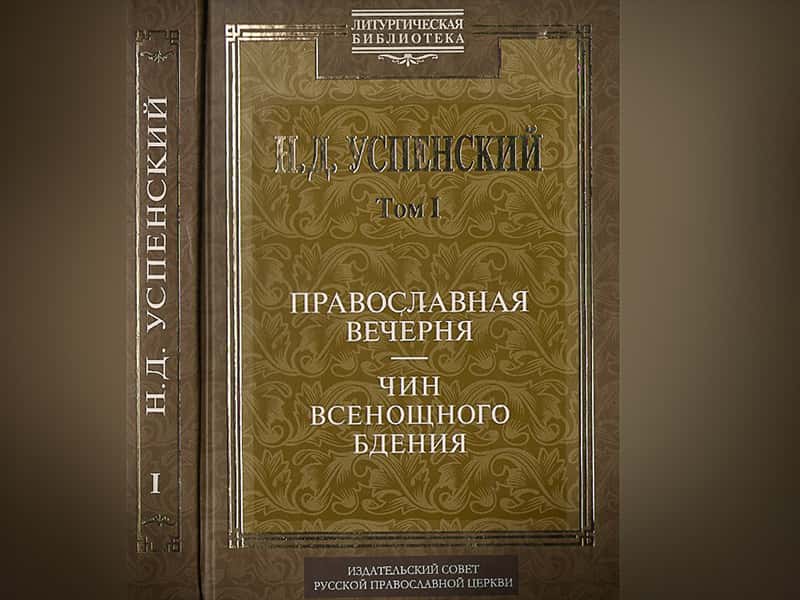 Н.Д. УСПЕНСКИЙ
I
ЛИТУРГИЧЕСКАЯ
БИБЛИОТЕКА
Н.Д. УСПЕНСКИЙ
Том I
ПРАВОСЛАВНАЯ
ВЕЧЕРНЯ
ЧИН
ВСЕНОЩНОГО
БДЕНИЯ
ИЗДАТЕЛЬСКИЙ СОВЕТ
РУССКОЙ ПРАВОСЛАВНОЙ ЦЕРКВИ